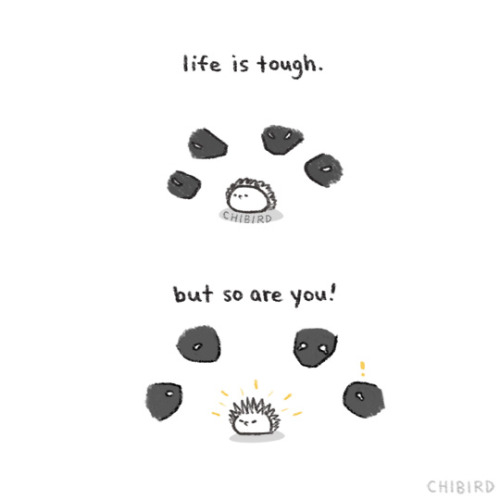 life is tough.
CHIBIRD
but so are you!
!
CHIBIRD